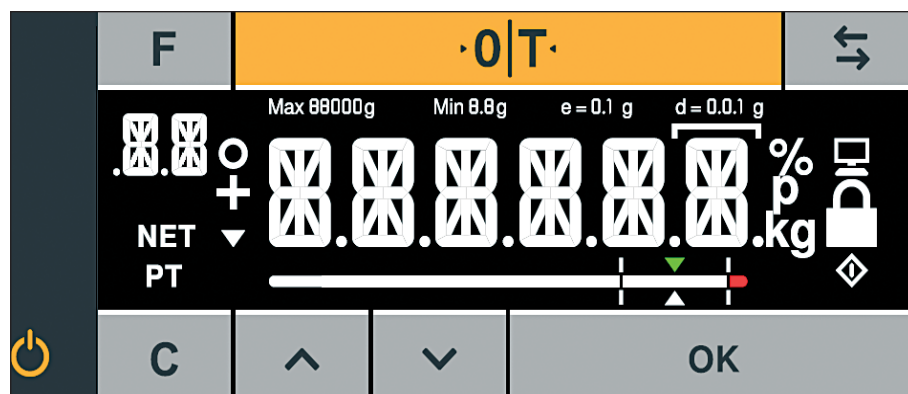 F ·0|T·
Max 88000g Min 8.8g e = 0.1 g d = 0.0.1 g
%
p
kg
NET
PT
C OK